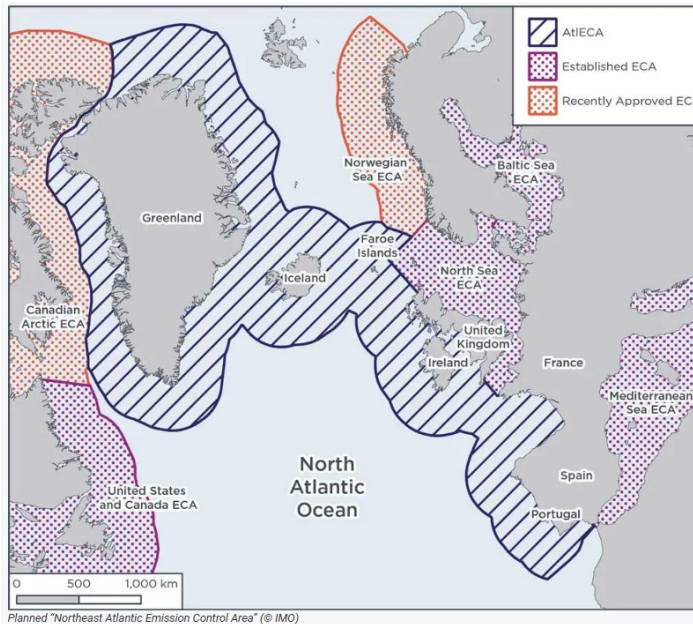 AtlECA
Established ECA
Recently Approved EC
Norwegian
Sea ECA
Baltic Sea
ECA
Greenland
Faroe
Islands
Iceland
North Sea
ECA
Canadian
Arctic ECA
United
Kingdom
Ireland
France
Mediterranean
Sea ECA
North
Atlantic
Ocean
United States
and Canada ECA
Spain
Portugal
0 500 1,000 km
Planned "Northeast Atlantic Emission Control Area" (© IMO)